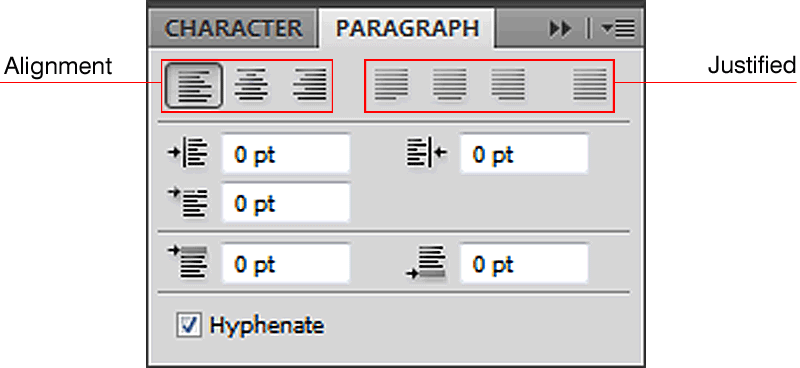 CHARACTER PARAGRAPH
Alignment Justified
0 pt 0 pt
0 pt
0 pt 0 pt
Hyphenate